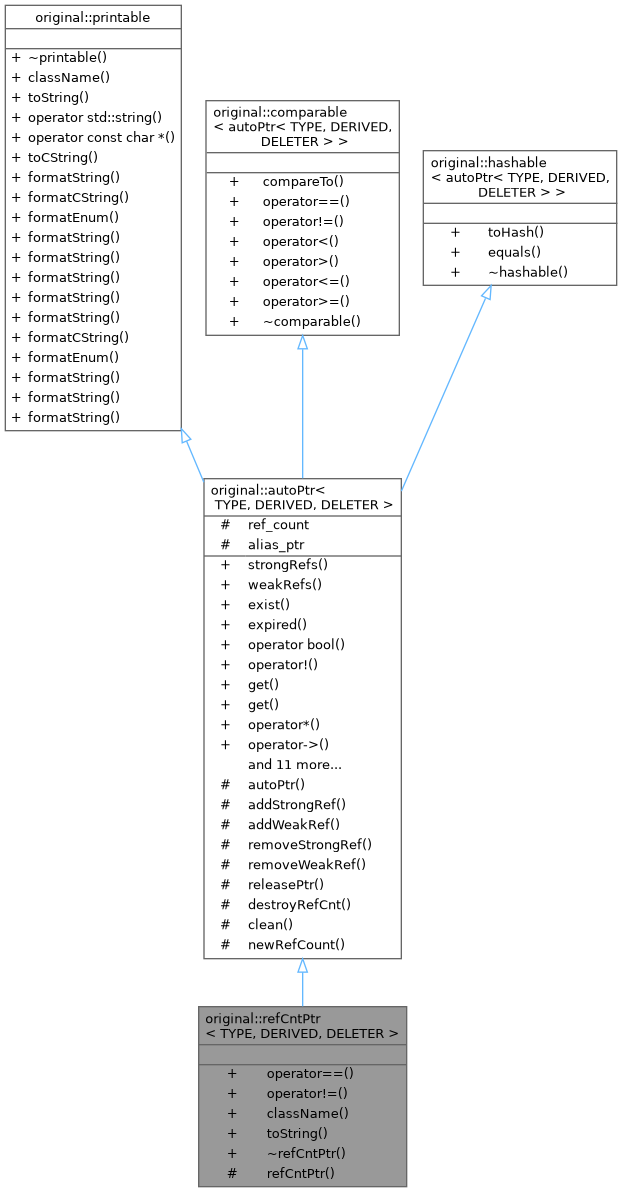 original::printable
+ ~printable()
+ className()
+ toString()
+ operator std::string()
+ operator const char *()
+ toCString()
+ formatString()
+ formatCString()
+ formatEnum()
+ formatString()
+ formatString()
+ formatString()
+ formatString()
+ formatString()
+ formatCString()
+ formatEnum()
+ formatString()
+ formatString()
+ formatString()
original::comparable
< autoPtr< TYPE, DERIVED,
DELETER > >
+ compareTo()
+ operator==()
+ operator!=()
+ operator<()
+ operator>()
+ operator<=()
+ operator>=()
+ ~comparable()
original::hashable
< autoPtr< TYPE, DERIVED,
DELETER > >
+ toHash()
+ equals()
+ ~hashable()
original::autoPtr<
TYPE, DERIVED, DELETER >
# ref_count
# alias_ptr
+ strongRefs()
+ weakRefs()
+ exist()
+ expired()
+ operator bool()
+ operator!()
+ get()
+ get()
+ operator*()
+ operator->()
and 11 more...
# autoPtr()
# addStrongRef()
# addWeakRef()
# removeStrongRef()
# removeWeakRef()
# releasePtr()
# destroyRefCnt()
# clean()
# newRefCount()
original::refCntPtr
< TYPE, DERIVED, DELETER >
+ operator==()
+ operator!=()
+ className()
+ toString()
+ ~refCntPtr()
# refCntPtr()